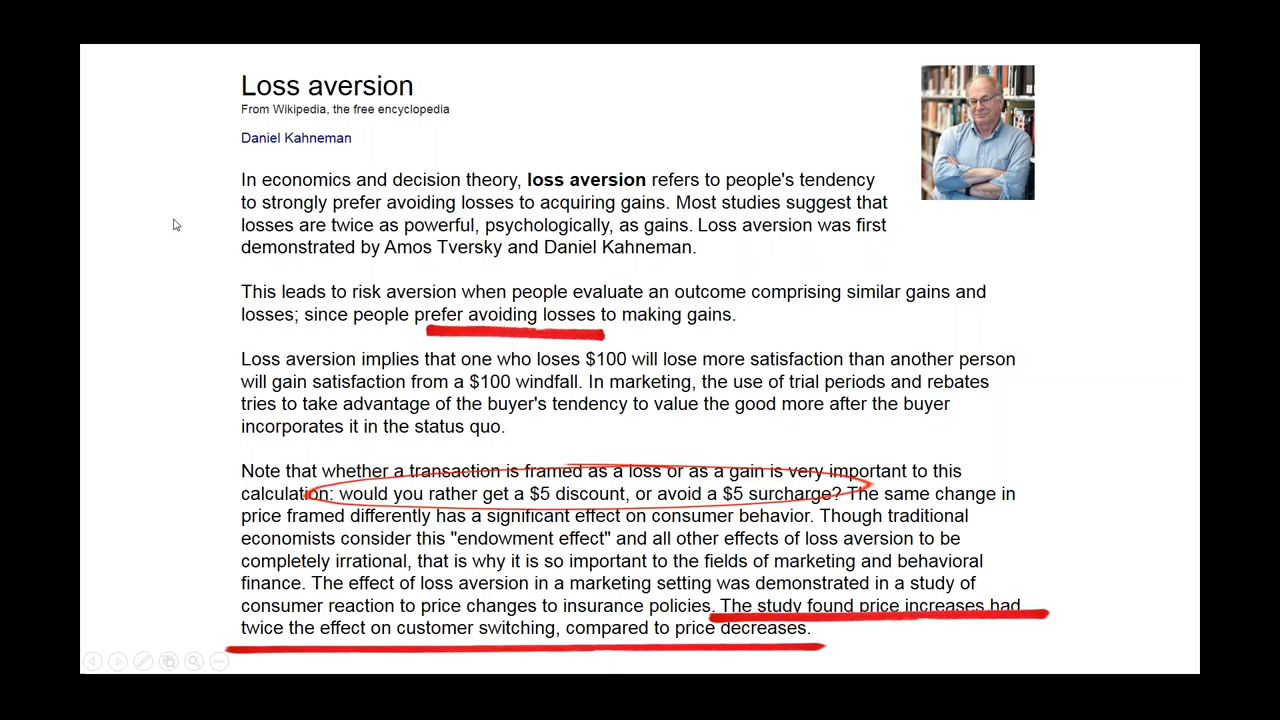 Loss aversion
From Wikipedia, the free encyclopedia
Daniel Kahneman
In economics and decision theory, loss aversion refers to people's tendency
to strongly prefer avoiding losses to acquiring gains. Most studies suggest that
losses are twice as powerful, psychologically, as gains. Loss aversion was first
demonstrated by Amos Tversky and Daniel Kahneman.
This leads to risk aversion when people evaluate an outcome comprising similar gains and
losses; since people prefer avoiding losses to making gains.
Loss aversion implies that one who loses $100 will lose more satisfaction than another person
will gain satisfaction from a $100 windfall. In marketing, the use of trial periods and rebates
tries to take advantage of the buyer's tendency to value the good more after the buyer
incorporates it in the status quo.
Note that whether a transaction is framed as a loss or as a gain is very important to this
calculation: would you rather get a $5 discount, or avoid a $5 surcharge? The same change in
price framed differently has a significant effect on consumer behavior. Though traditional
economists consider this "endowment effect" and all other effects of loss aversion to be
completely irrational, that is why it is so important to the fields of marketing and behavioral
finance. The effect of loss aversion in a marketing setting was demonstrated in a study of
consumer reaction to price changes to insurance policies. The study found price increases had
twice the effect on customer switching, compared to price decreases.